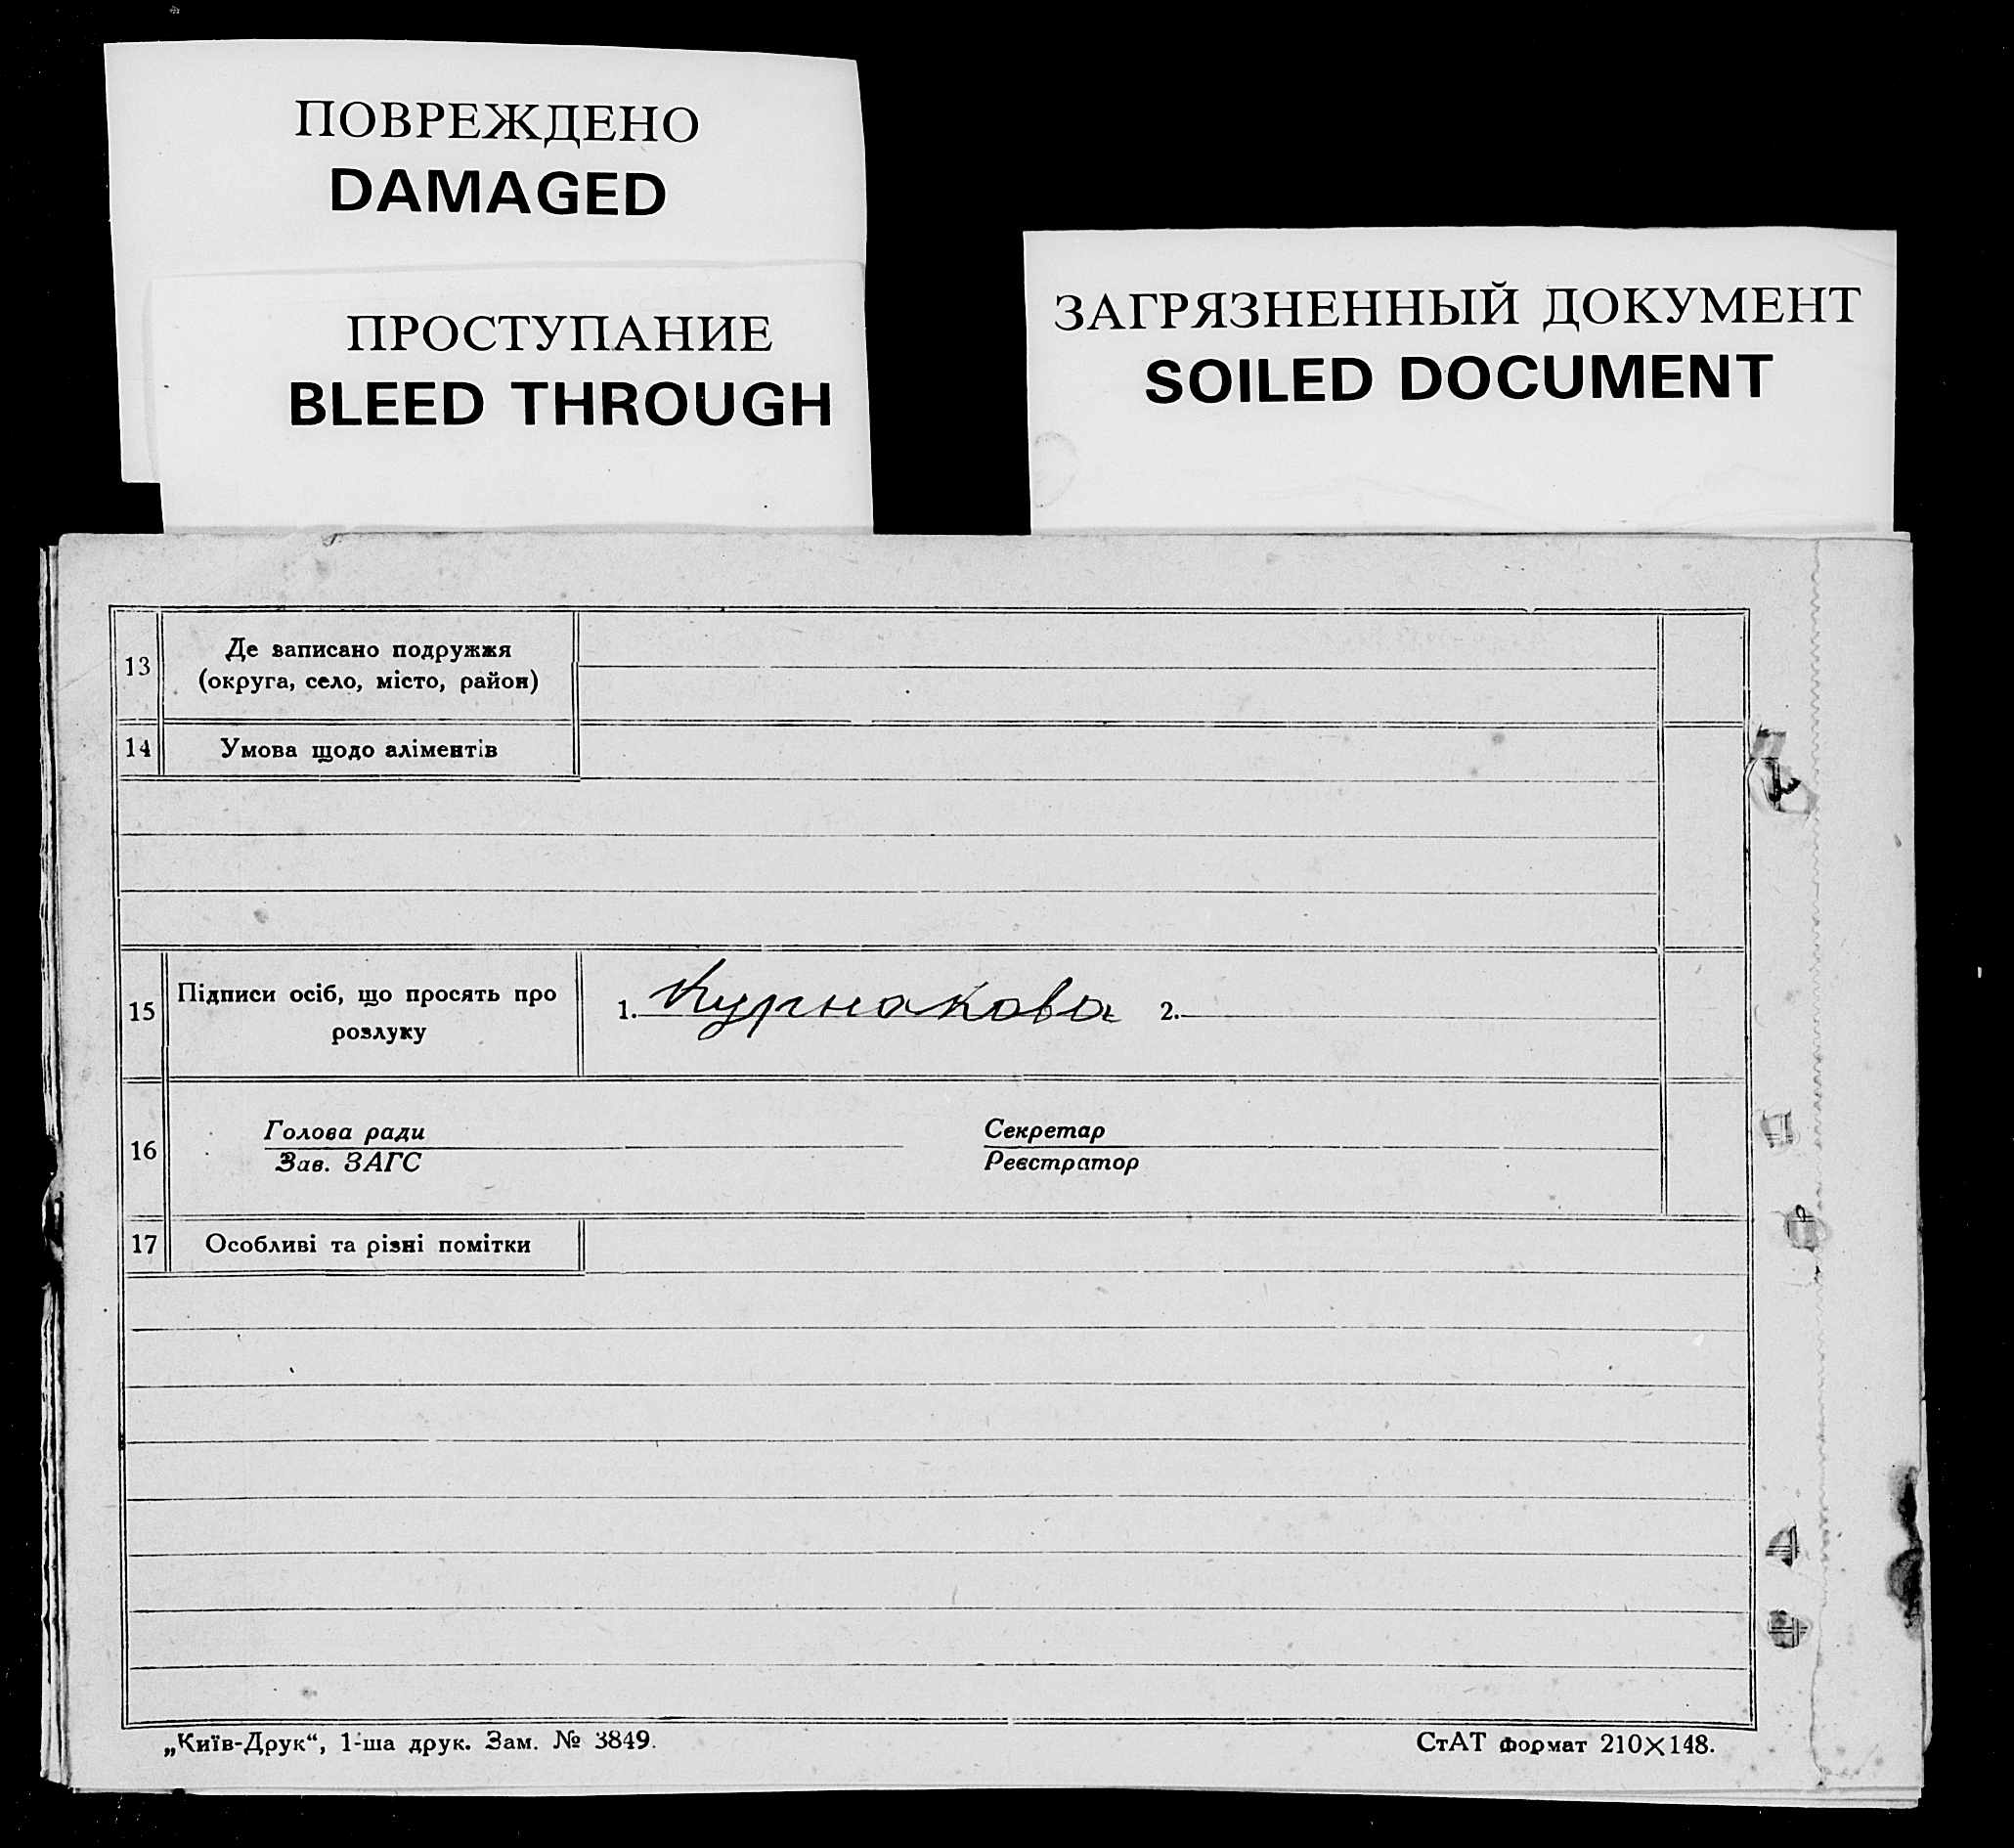 ПОВРЕЖДЕНО
DAMAGED
ПРОСТУПАНИЕ
BLEED THROUGH
ЗАГРЯЗНЕННЫЙ ДОКУМЕНТ
SOILED DOCUMENT
13
Де записано подружжя
(округа, село, місто, район)
14
Умова щодо аліментів
15
Підписи осіб, що просять про
розлуку
1. Курнакова 2.
16
Голова ради
Зав. ЗАГС
Секретар
Реєстратор
17
Особливі та різні помітки
„Київ-Друк“, 1-ша друк. Зам. № 3849.
СтАТ формат 210×148.